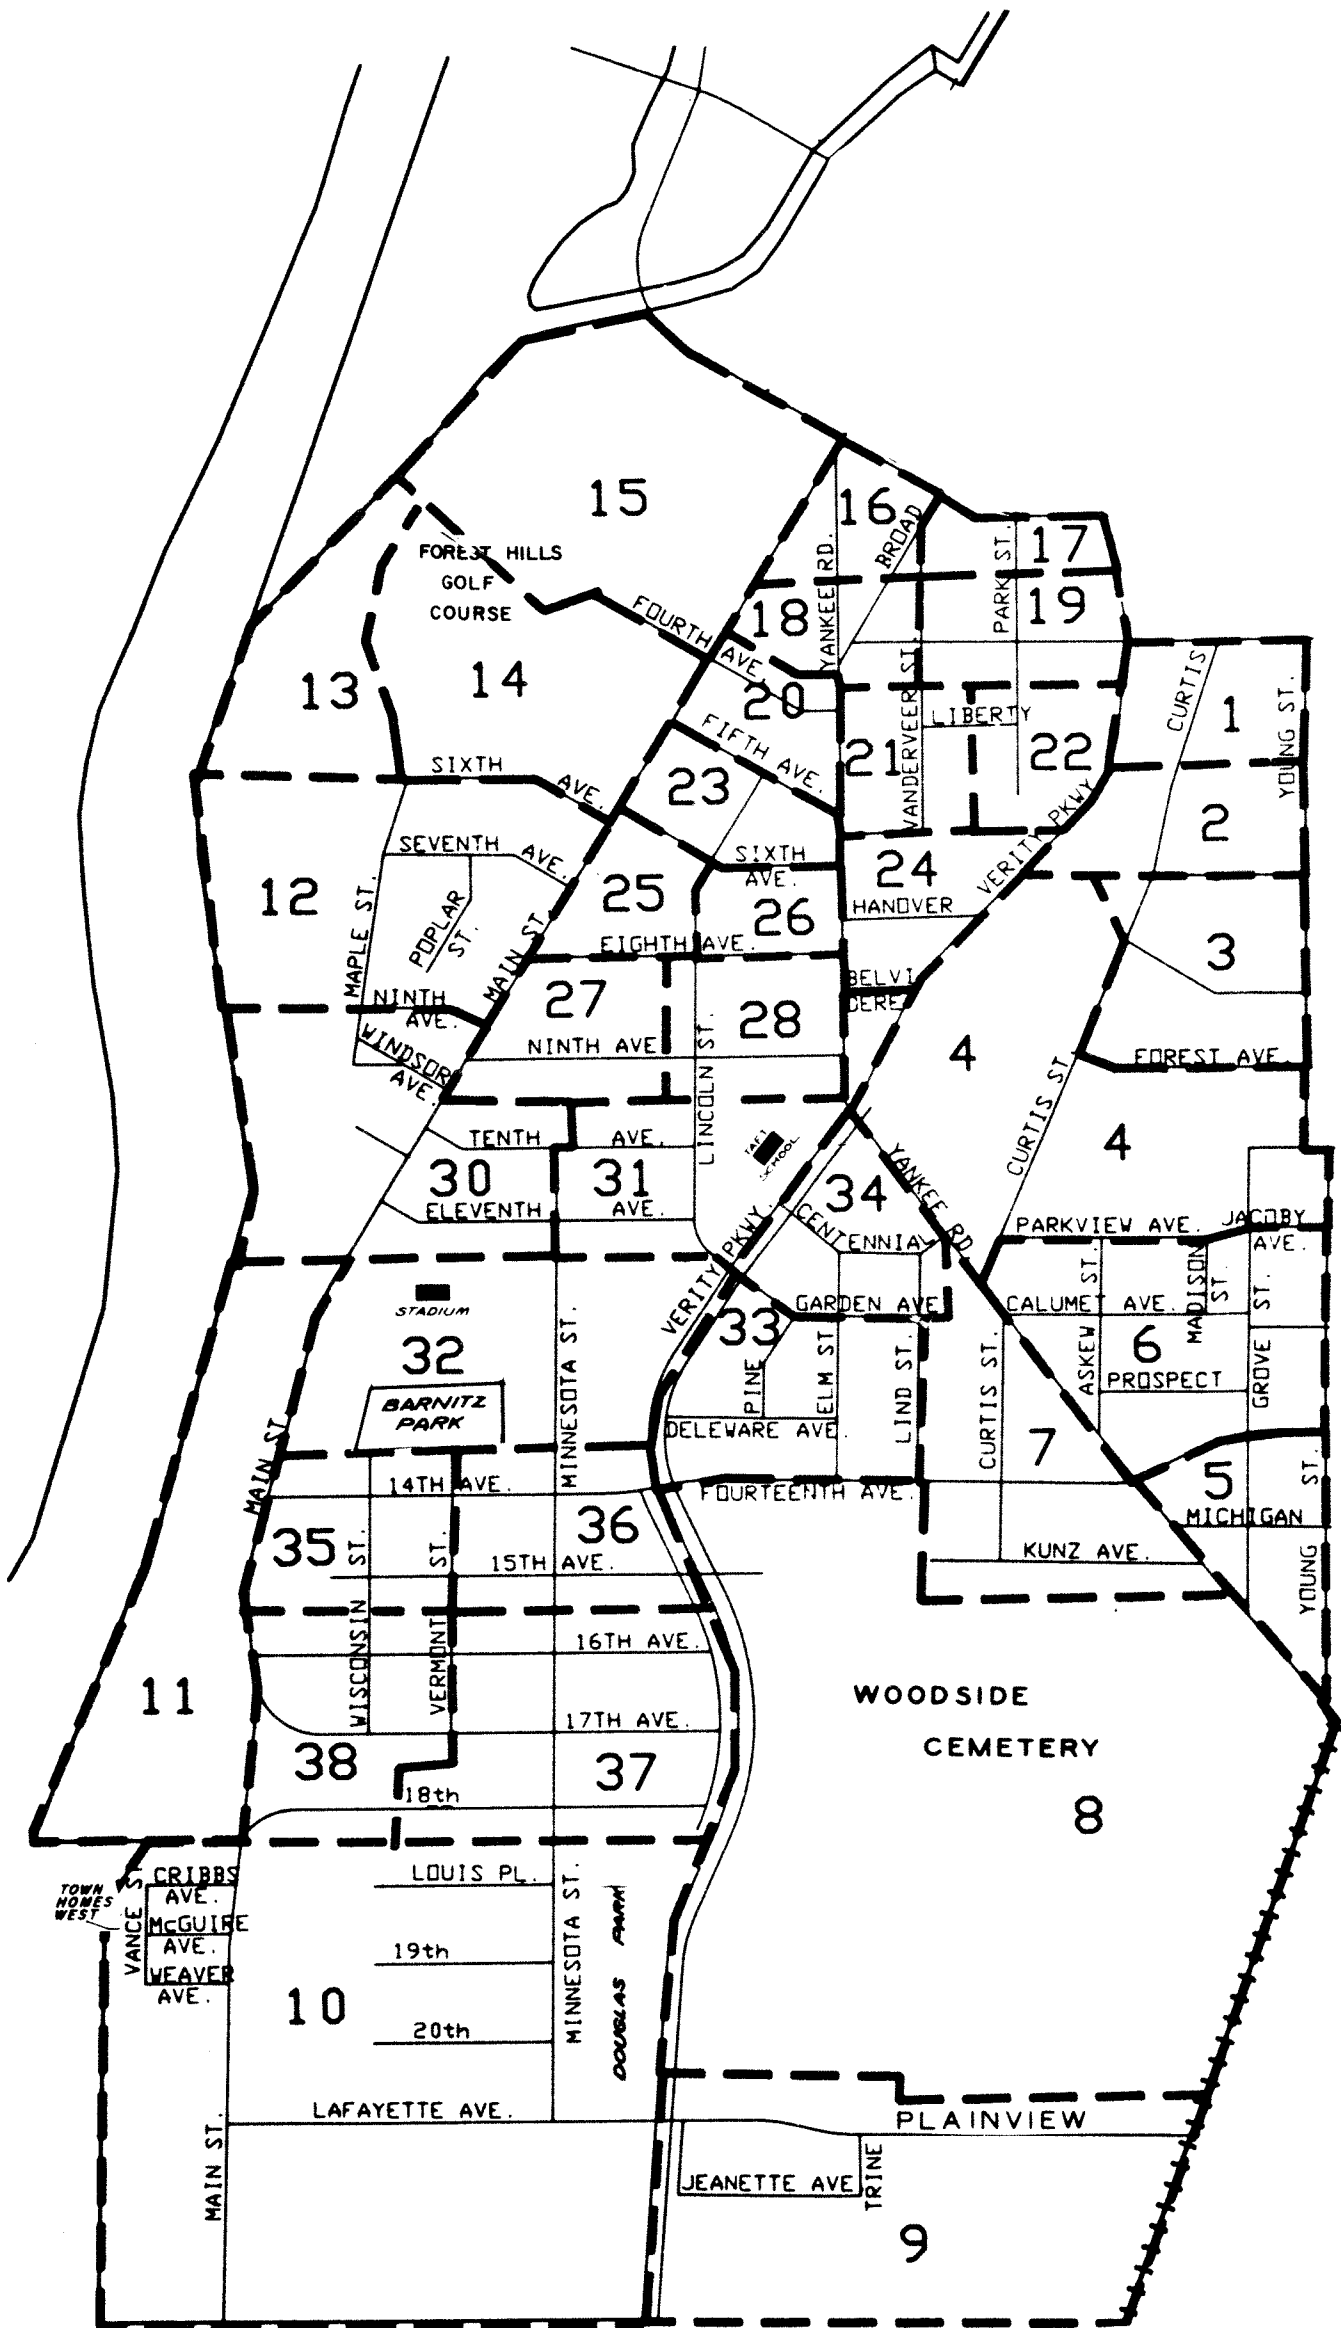 15
16
BROAD
YANKEE RD.
PARK ST.
17
FOREST HILLS
GOLF
COURSE
18
19
FOURTH AVE.
VANDERVEER ST.
CURTIS
YOUNG ST.
13
14
20
LIBERTY
1
FIFTH AVE.
21
22
SIXTH AVE.
23
VERITY PKWY
2
SEVENTH AVE.
SIXTH
AVE.
24
12
MAPLE ST.
POPLAR
ST.
MAIN ST.
25
26
HANOVER
EIGHTH AVE.
3
BELVI
DERE
NINTH
AVE.
27
28
WINDSOR
AVE.
NINTH AVE
LINCOLN ST.
4
FOREST AVE.
CURTIS ST
TENTH AVE.
TAFT
SCHOOL
4
YANKEE RD.
30
31
34
ELEVENTH AVE.
CENTENNIAL
PARKVIEW AVE.
JACOBY
AVE.
VERITY PKWY.
STADIUM
MINNESOTA ST.
GARDEN AVE
CALUMET AVE.
ASKEW ST.
MADISON
ST.
GROVE ST.
32
33
PINE
ELM ST
LIND ST.
CURTIS ST.
6
PROSPECT
BARNITZ
PARK
DELEWARE AVE.
7
MAIN ST
14TH AVE.
FOURTEENTH AVE.
5
MICHIGAN
YOUNG ST.
35
36
WISCONSIN ST.
VERMONT ST.
15TH AVE.
KUNZ AVE.
16TH AVE.
11
WOODSIDE
CEMETERY
17TH AVE.
38
37
18th
8
CRIBBS
AVE.
TOWN
HOMES
WEST
VANCE ST
McGUIRE
AVE.
WEAVER
AVE.
LOUIS PL.
MINNESOTA ST.
DOUGLAS PARK
19th
10
20th
LAFAYETTE AVE.
PLAINVIEW
MAIN ST.
JEANETTE AVE
TRINE
9